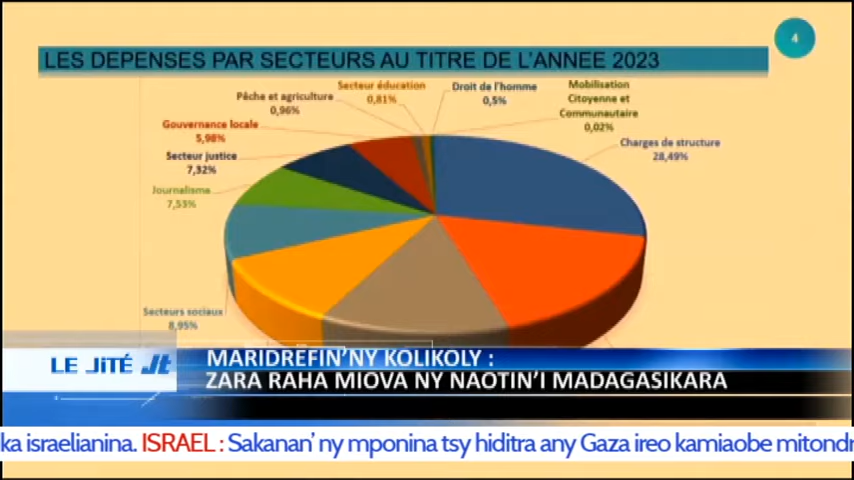 4
LES DEPENSES PAR SECTEURS AU TITRE DE L'ANNEE 2023
Secteur éducation
0,81%
Droit de l'homme
0,5%
Mobilisation
Citoyenne et
Communautaire
0,02%
Pêche et agriculture
0,96%
Gouvernance locale
5,98%
Charges de structure
28,49%
Secteur justice
7,32%
Journalisme
7,53%
Secteurs sociaux
8,95%
LE JiTÉ Jt
MARIDREFIN'NY KOLIKOLY :
ZARA RAHA MIOVA NY NAOTIN'I MADAGASIKARA
ka israelianina. ISRAEL : Sakanan' ny mponina tsy hiditra any Gaza ireo kamiaobe mitondr